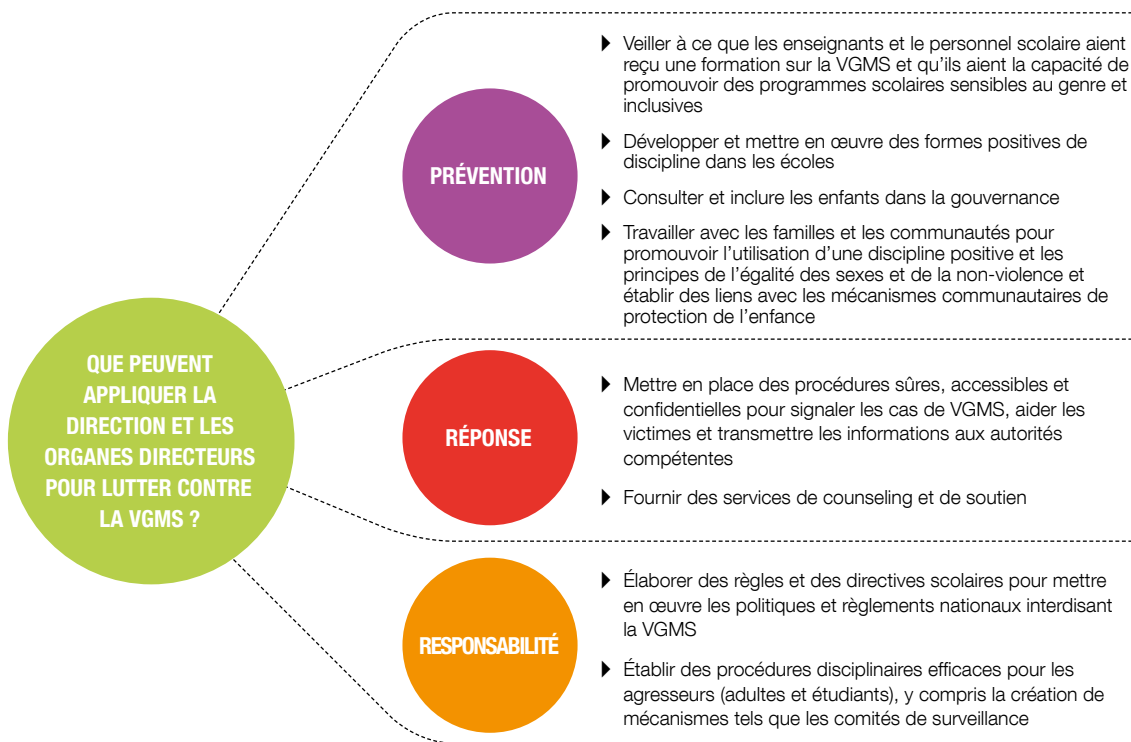 QUE PEUVENT
APPLIQUER LA
DIRECTION ET LES
ORGANES DIRECTEURS
POUR LUTTER CONTRE
LA VGMS ?
PRÉVENTION
▶ Veiller à ce que les enseignants et le personnel scolaire aient
reçu une formation sur la VGMS et qu’ils aient la capacité de
promouvoir des programmes scolaires sensibles au genre et
inclusives
▶ Développer et mettre en œuvre des formes positives de
discipline dans les écoles
▶ Consulter et inclure les enfants dans la gouvernance
▶ Travailler avec les familles et les communautés pour
promouvoir l’utilisation d’une discipline positive et les
principes de l’égalité des sexes et de la non-violence et
établir des liens avec les mécanismes communautaires de
protection de l’enfance
RÉPONSE
▶ Mettre en place des procédures sûres, accessibles et
confidentielles pour signaler les cas de VGMS, aider les
victimes et transmettre les informations aux autorités
compétentes
▶ Fournir des services de counseling et de soutien
RESPONSABILITÉ
▶ Élaborer des règles et des directives scolaires pour mettre
en œuvre les politiques et règlements nationaux interdisant
la VGMS
▶ Établir des procédures disciplinaires efficaces pour les
agresseurs (adultes et étudiants), y compris la création de
mécanismes tels que les comités de surveillance